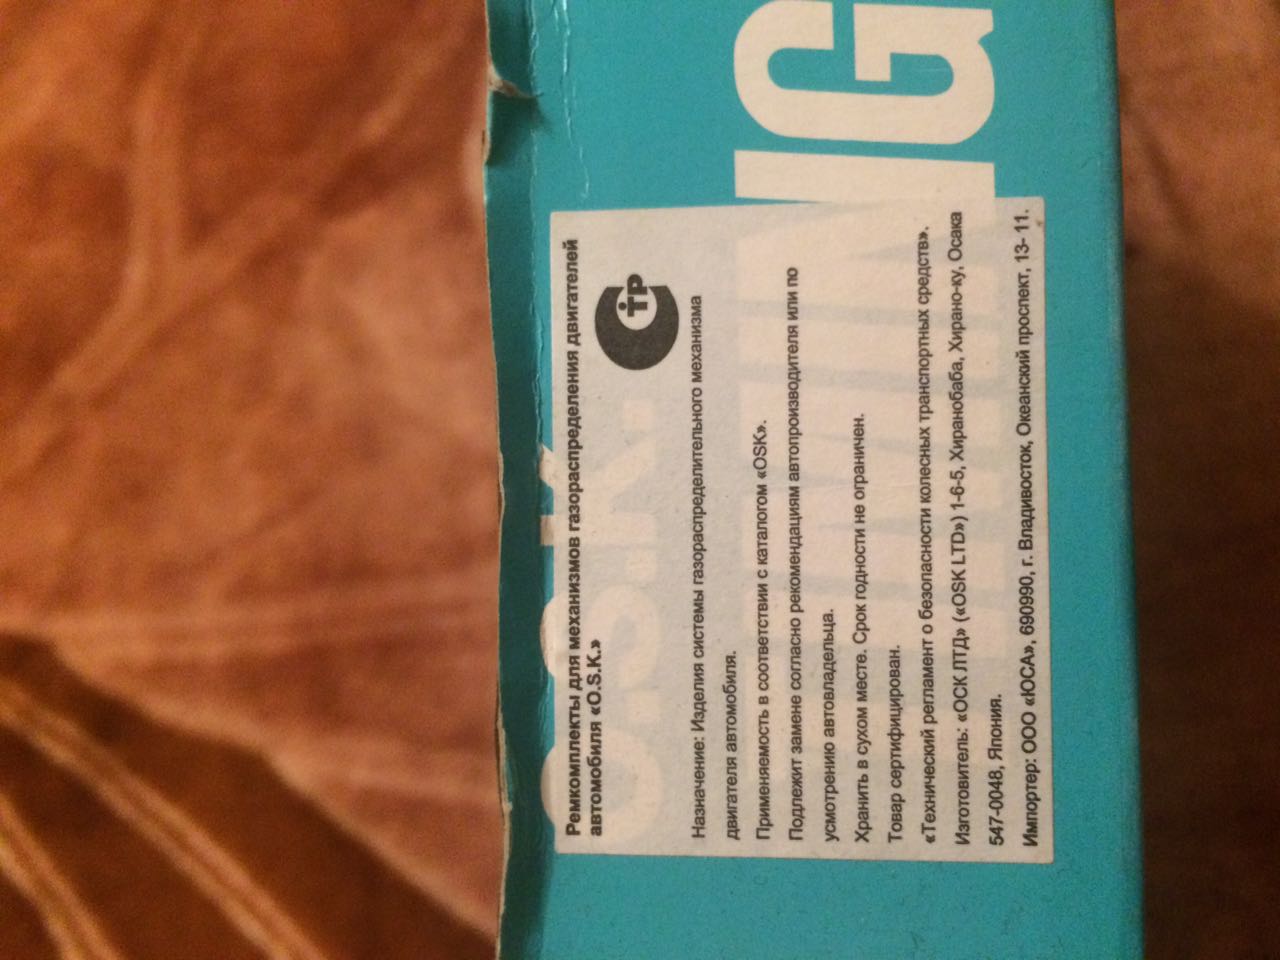 Ремкомплекты для механизмов газораспределения двигателей
автомобиля «O.S.K.»
СТР
Назначение: Изделия системы газораспределительного механизма
двигателя автомобиля.
Применяемость в соответствии с каталогом «OSK».
Подлежит замене согласно рекомендациям автопроизводителя или по
усмотрению автовладельца.
Хранить в сухом месте. Срок годности не ограничен.
Товар сертифицирован.
«Технический регламент о безопасности колесных транспортных средств».
Изготовитель: «ОСК ЛТД» («OSK LTD») 1-6-5, Хиранобаба, Хирано-ку, Осака
547-0048, Япония.
Импортер: ООО «ЮСА», 690990, г. Владивосток, Океанский проспект, 13- 11.
O.S.K.
TIMING